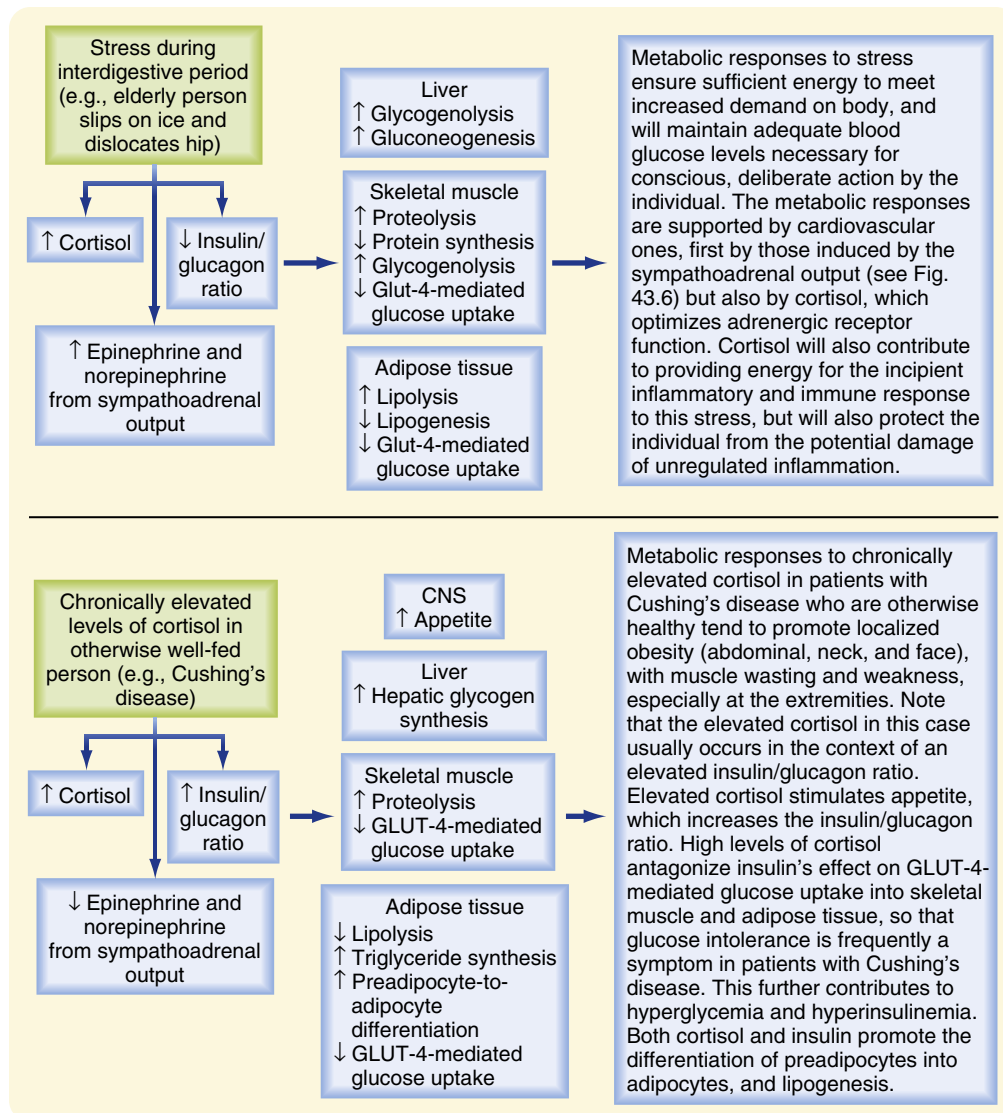 Stress during
interdigestive period
(e.g., elderly person
slips on ice and
dislocates hip)
↑ Cortisol
↓ Insulin/
glucagon
ratio
↑ Epinephrine and
norepinephrine
from sympathoadrenal
output
Liver
↑ Glycogenolysis
↑ Gluconeogenesis
Skeletal muscle
↑ Proteolysis
↓ Protein synthesis
↑ Glycogenolysis
↓ Glut-4-mediated
glucose uptake
Adipose tissue
↑ Lipolysis
↓ Lipogenesis
↓ Glut-4-mediated
glucose uptake
Metabolic responses to stress
ensure sufficient energy to meet
increased demand on body, and
will maintain adequate blood
glucose levels necessary for
conscious, deliberate action by the
individual. The metabolic responses
are supported by cardiovascular
ones, first by those induced by the
sympathoadrenal output (see Fig.
43.6) but also by cortisol, which
optimizes adrenergic receptor
function. Cortisol will also contribute
to providing energy for the incipient
inflammatory and immune response
to this stress, but will also protect the
individual from the potential damage
of unregulated inflammation.
Chronically elevated
levels of cortisol in
otherwise well-fed
person (e.g., Cushing's
disease)
↑ Cortisol
↑ Insulin/
glucagon
ratio
↓ Epinephrine and
norepinephrine
from sympathoadrenal
output
CNS
↑ Appetite
Liver
↑ Hepatic glycogen
synthesis
Skeletal muscle
↑ Proteolysis
↓ GLUT-4-mediated
glucose uptake
Adipose tissue
↓ Lipolysis
↑ Triglyceride synthesis
↑ Preadipocyte-to-
adipocyte
differentiation
↓ GLUT-4-mediated
glucose uptake
Metabolic responses to chronically
elevated cortisol in patients with
Cushing's disease who are otherwise
healthy tend to promote localized
obesity (abdominal, neck, and face),
with muscle wasting and weakness,
especially at the extremities. Note
that the elevated cortisol in this case
usually occurs in the context of an
elevated insulin/glucagon ratio.
Elevated cortisol stimulates appetite,
which increases the insulin/glucagon
ratio. High levels of cortisol
antagonize insulin's effect on GLUT-4-
mediated glucose uptake into skeletal
muscle and adipose tissue, so that
glucose intolerance is frequently a
symptom in patients with Cushing's
disease. This further contributes to
hyperglycemia and hyperinsulinemia.
Both cortisol and insulin promote the
differentiation of preadipocytes into
adipocytes, and lipogenesis.